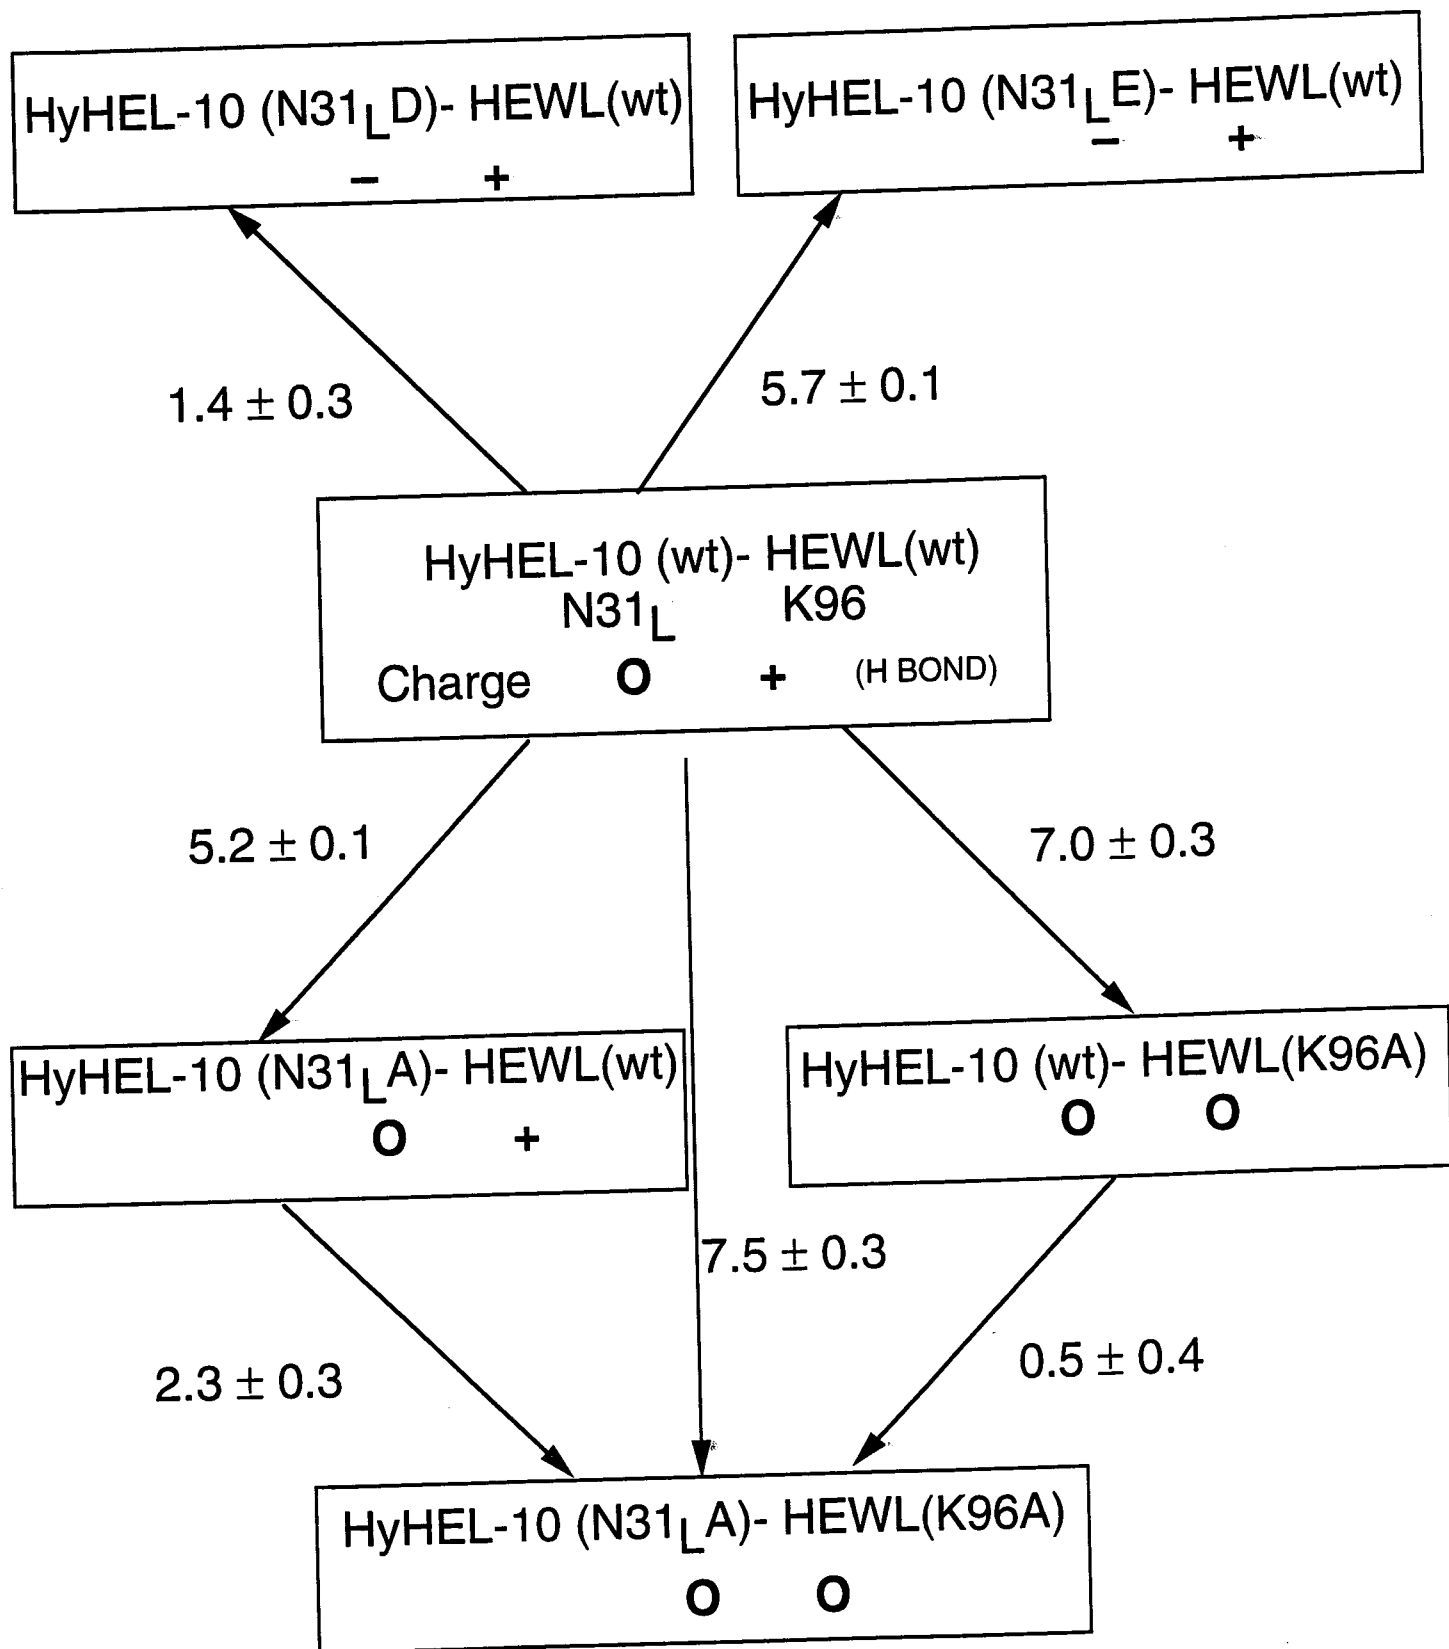 HyHEL-10 (N31LD)- HEWL(wt)
− +
HyHEL-10 (N31LE)- HEWL(wt)
− +
1.4 ± 0.3
5.7 ± 0.1
HyHEL-10 (wt)- HEWL(wt)
N31L K96
Charge O + (H BOND)
5.2 ± 0.1
7.0 ± 0.3
HyHEL-10 (N31LA)- HEWL(wt)
O +
HyHEL-10 (wt)- HEWL(K96A)
O O
7.5 ± 0.3
2.3 ± 0.3
0.5 ± 0.4
HyHEL-10 (N31LA)- HEWL(K96A)
O O